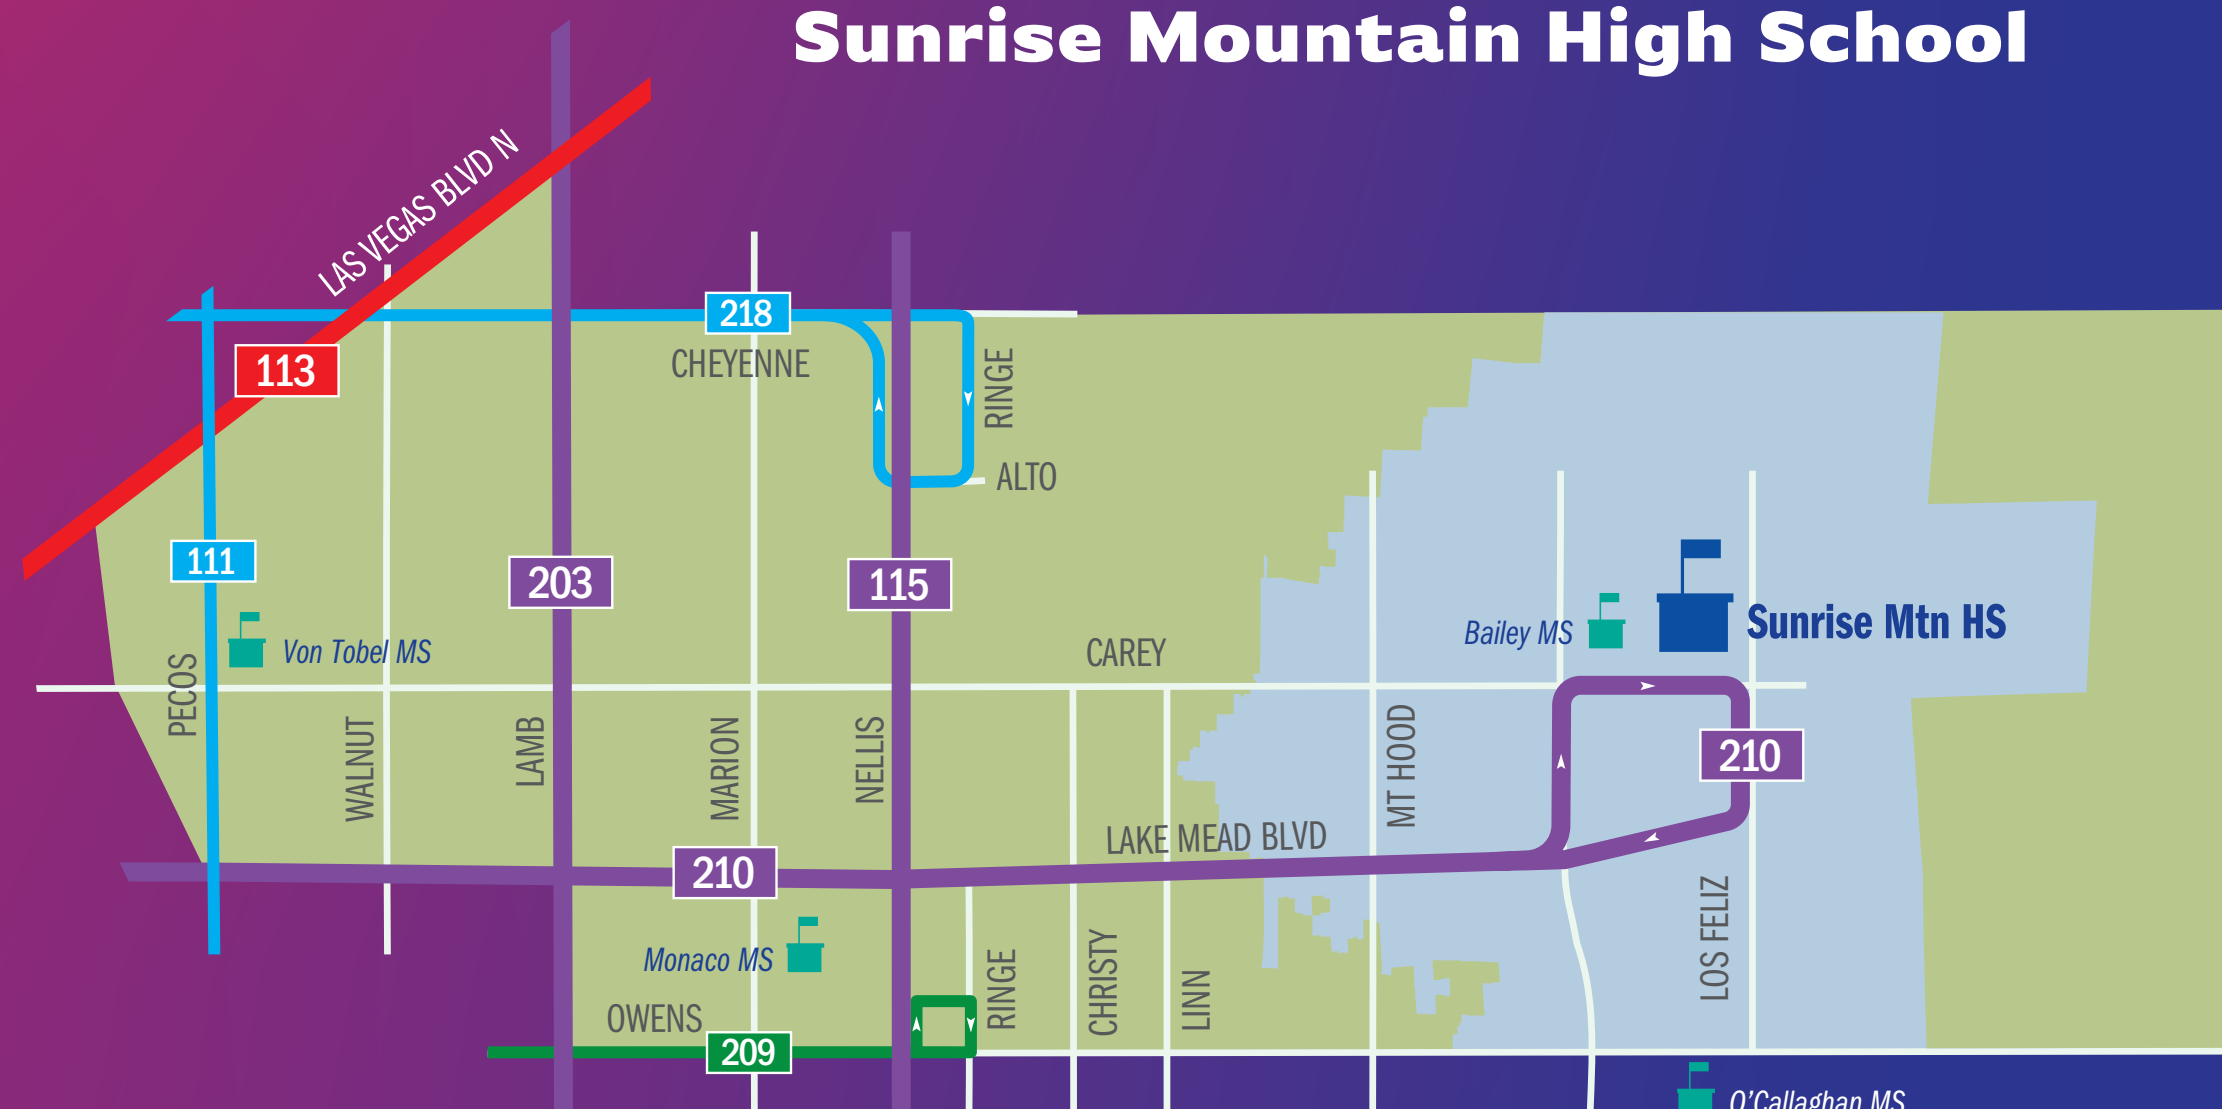 Sunrise Mountain High School
LAS VEGAS BLVD N
218
CHEYENNE
113
RINGE
ALTO
111
203
115
Von Tobel MS
Bailey MS
Sunrise Mtn HS
CAREY
PECOS
WALNUT
LAMB
MARION
NELLIS
MT HOOD
210
LAKE MEAD BLVD
210
Monaco MS
LOS FELIZ
OWENS
RINGE
CHRISTY
LINN
209
O'Callaghan MS